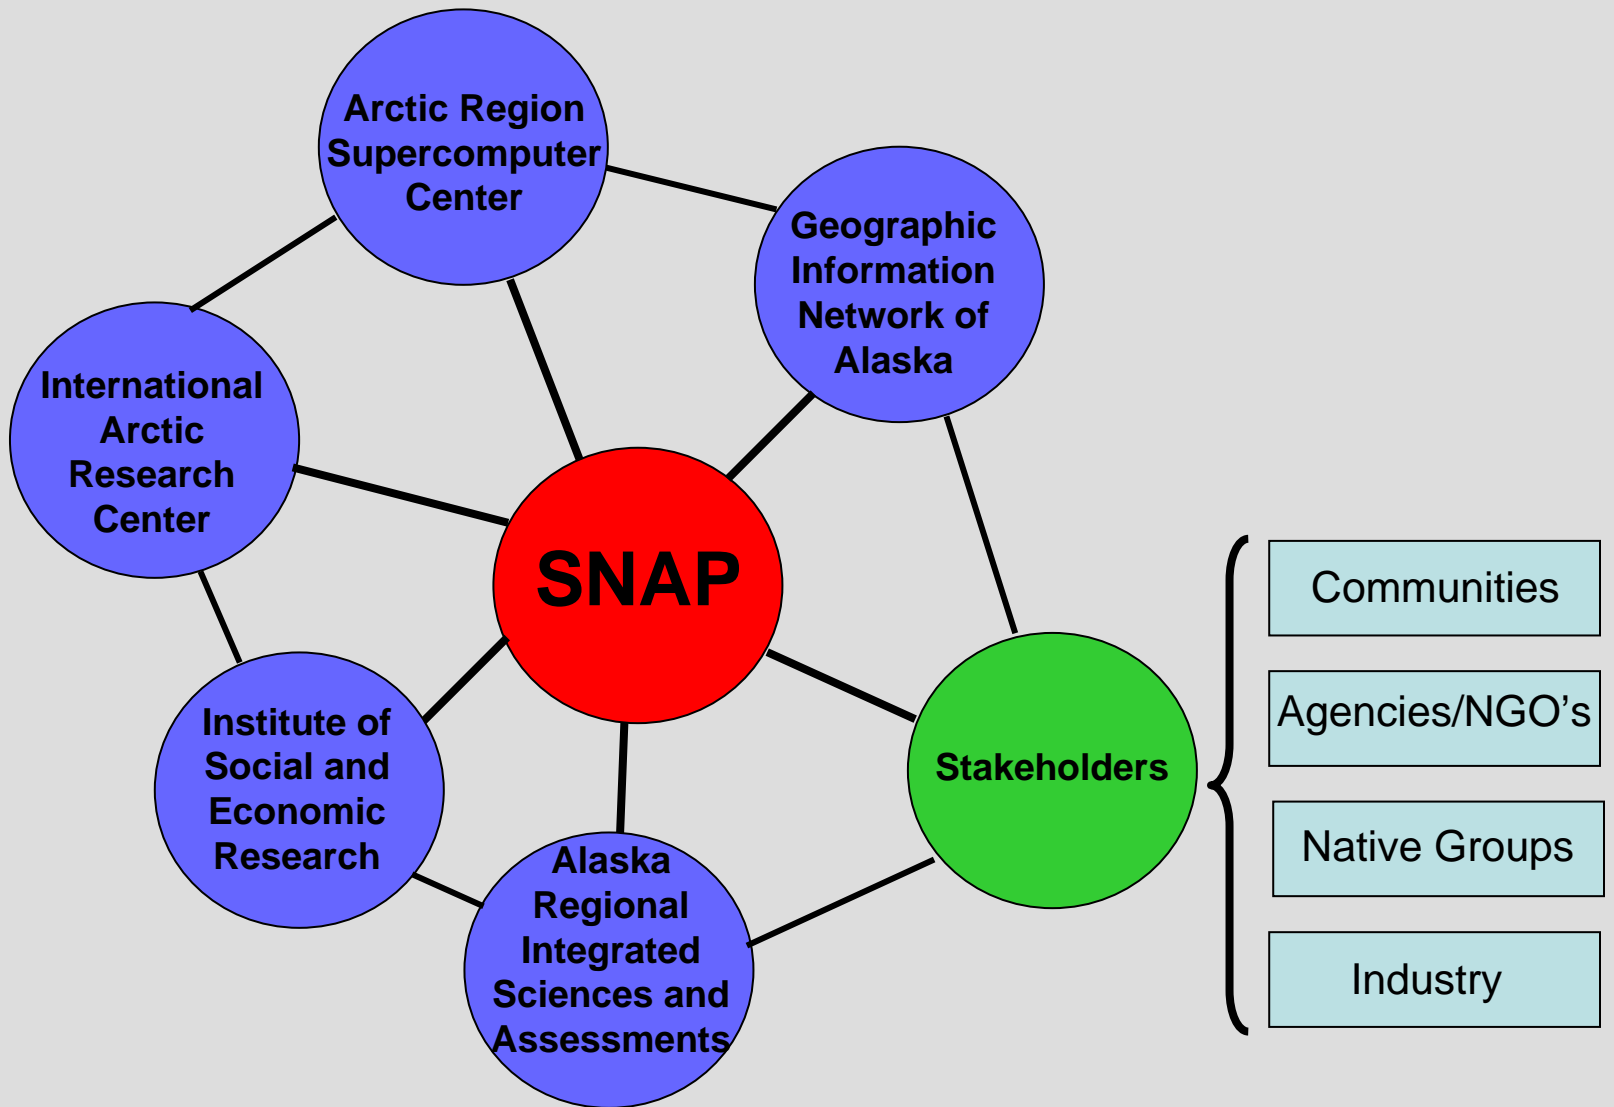 Arctic Region
Supercomputer
Center
Geographic
Information
Network of
Alaska
International
Arctic
Research
Center
SNAP
Institute of
Social and
Economic
Research
Alaska
Regional
Integrated
Sciences and
Assessments
Stakeholders
Communities
Agencies/NGO’s
Native Groups
Industry